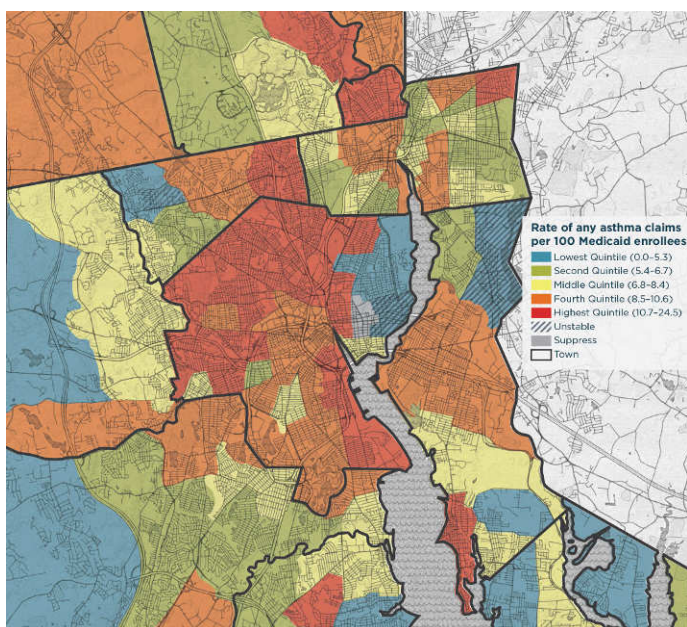 Rate of any asthma claims
per 100 Medicaid enrollees
Lowest Quintile (0.0–5.3)
Second Quintile (5.4–6.7)
Middle Quintile (6.8–8.4)
Fourth Quintile (8.5–10.6)
Highest Quintile (10.7–24.5)
Unstable
Suppress
Town